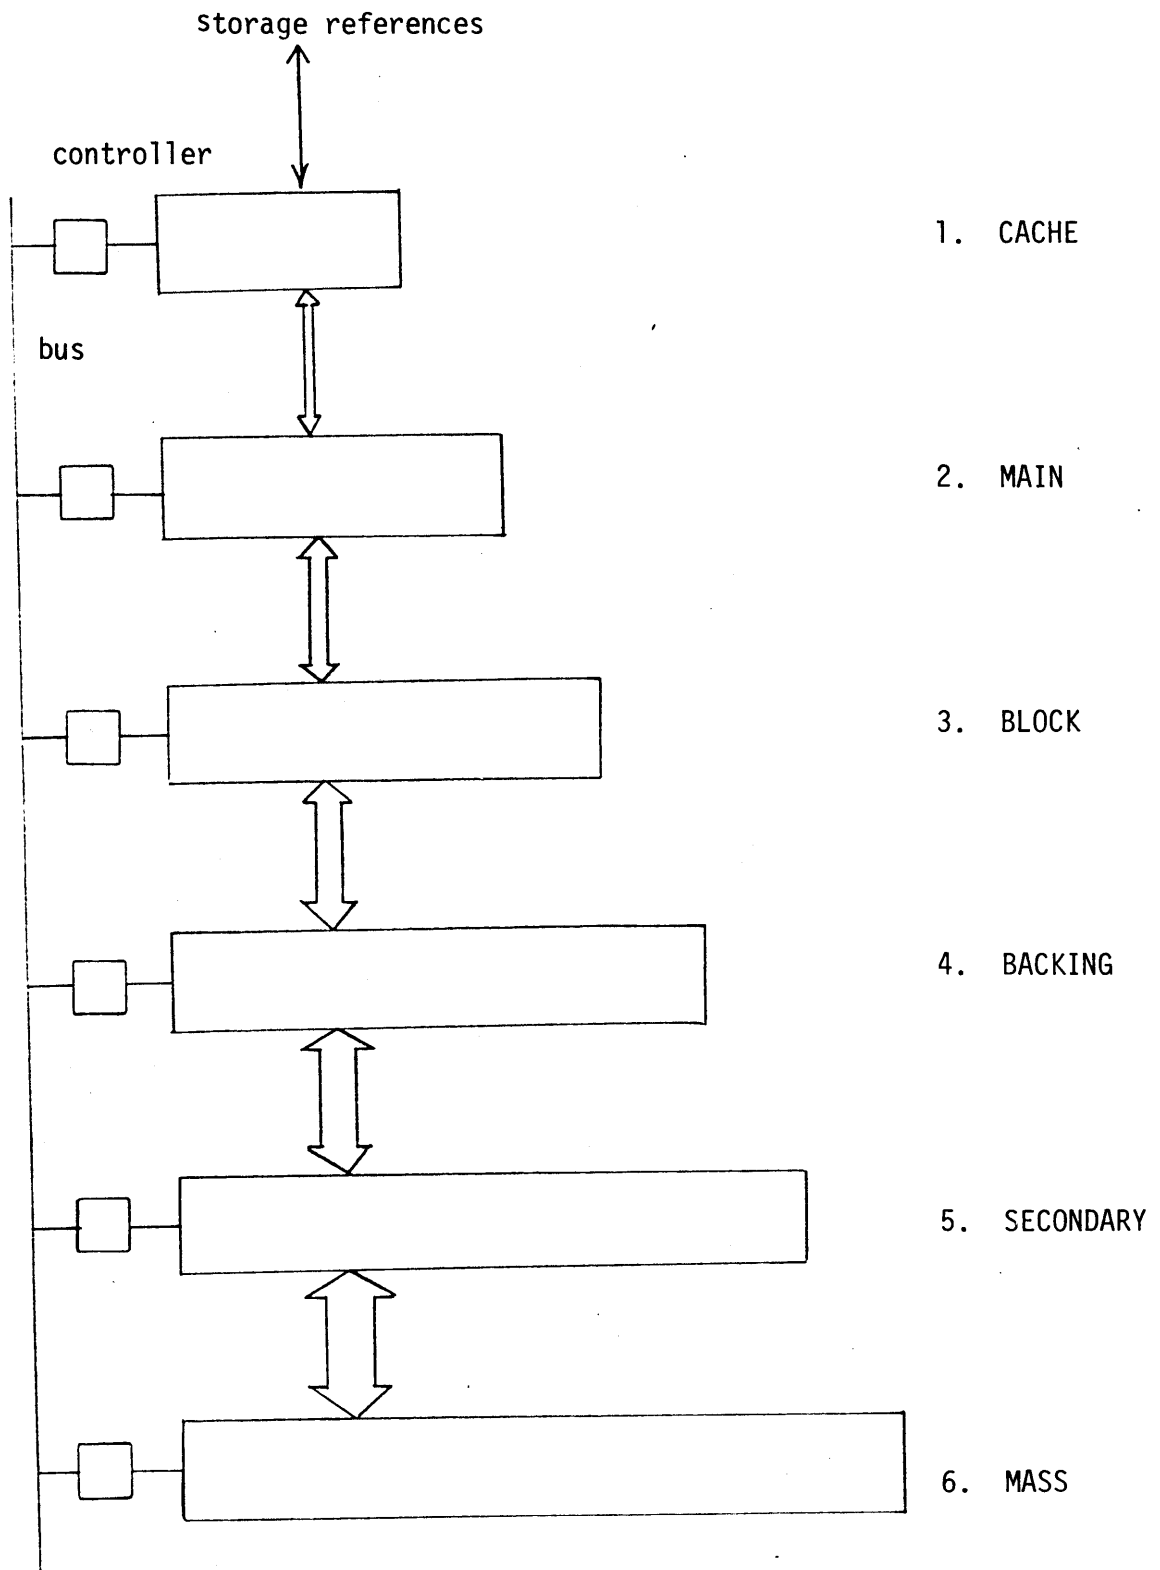 storage references
controller
1. CACHE
bus
2. MAIN
3. BLOCK
4. BACKING
5. SECONDARY
6. MASS